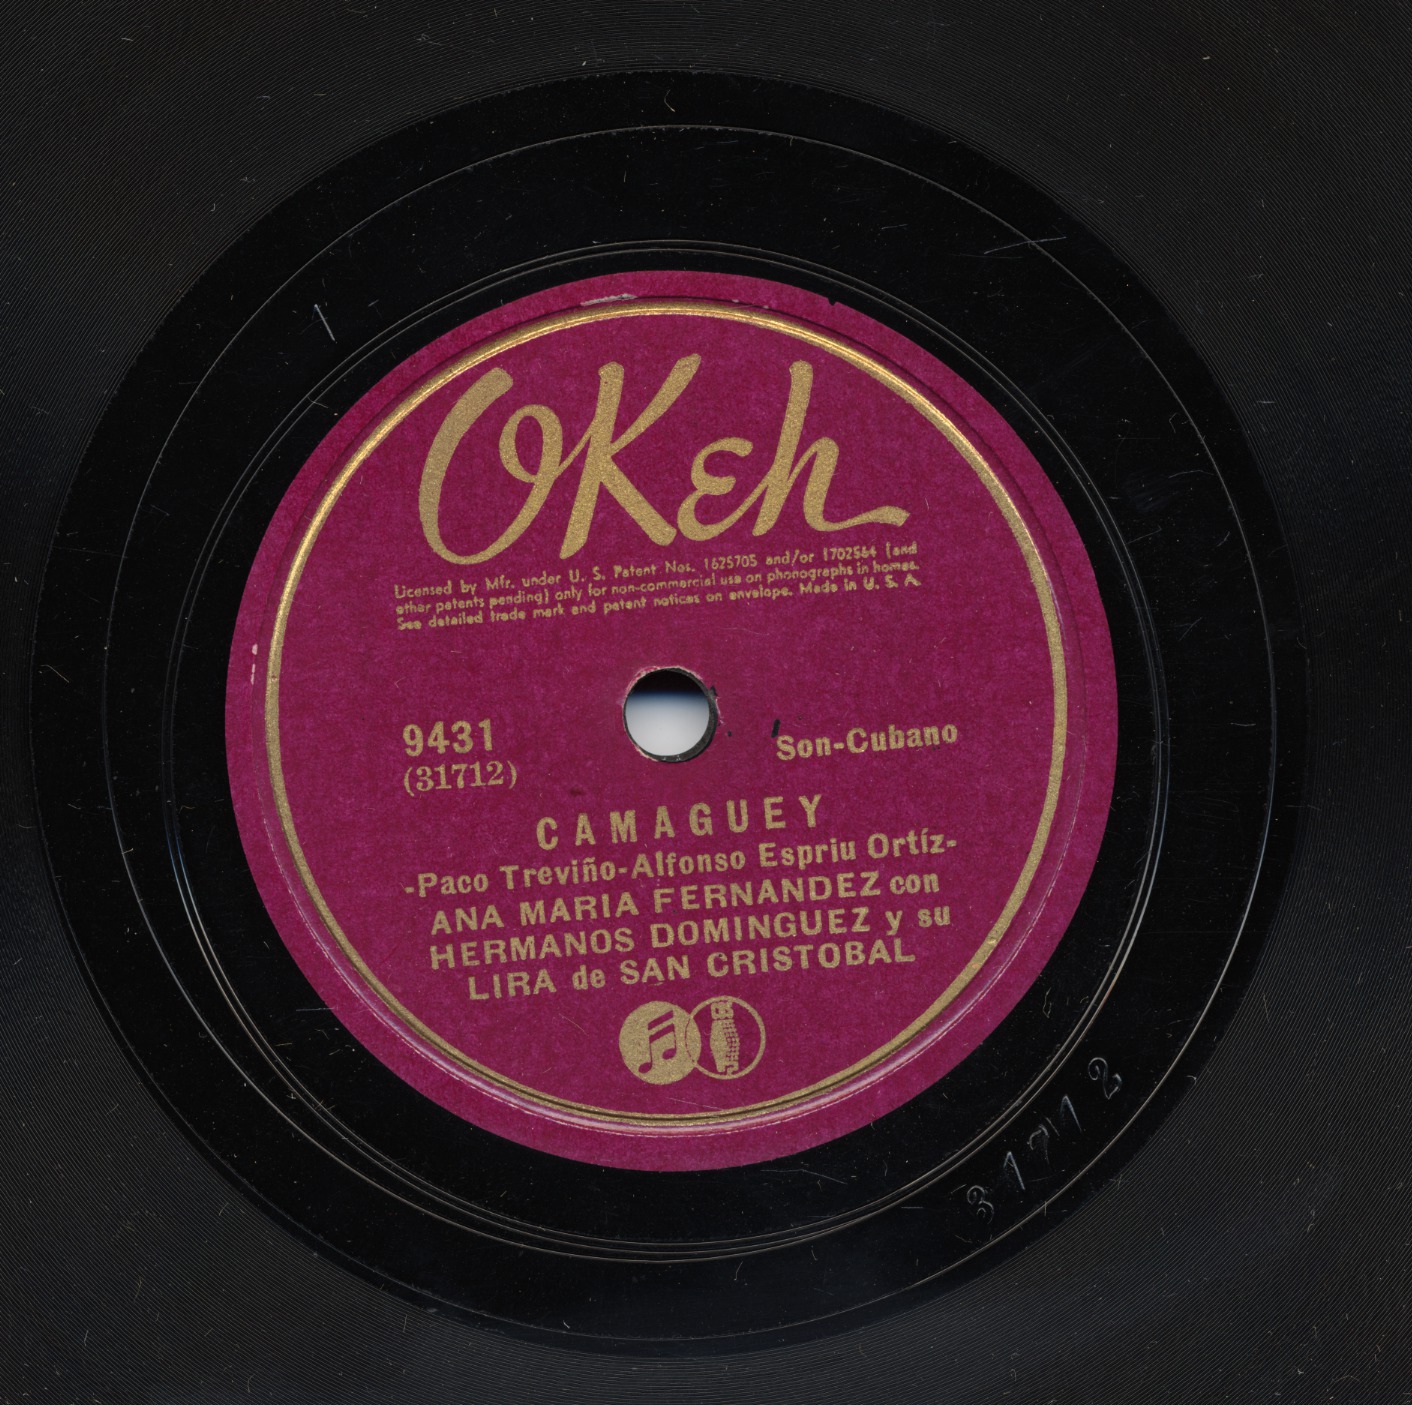 OKeh
Licensed by Mfr. under U. S. Patent Nos. 1625705 and/or 1702564 (and
other patents pending) only for non-commercial use on phonographs in homes.
See detailed trade mark and patent notices on envelope. Made in U. S. A.
9431
(31712)
Son-Cubano
CAMAGUEY
-Paco Treviño-Alfonso Espriu Ortíz-
ANA MARIA FERNANDEZ con
HERMANOS DOMINGUEZ y su
LIRA de SAN CRISTOBAL
31712
1